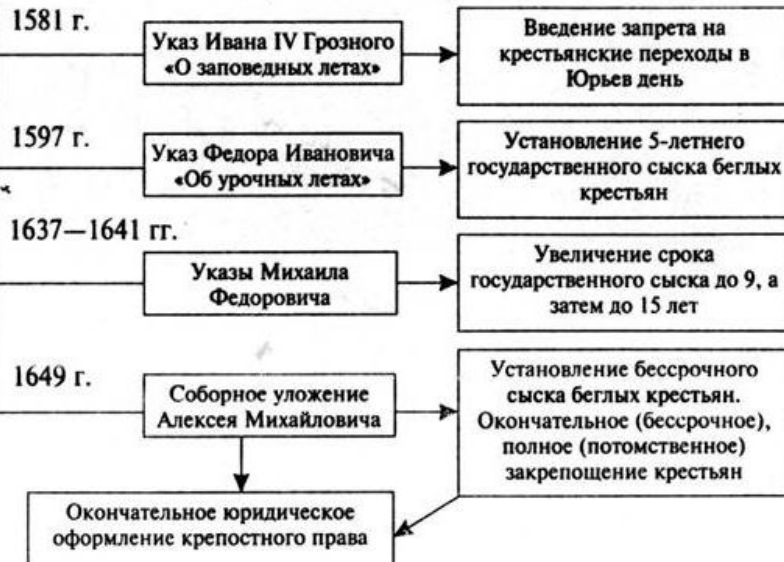 1581 г.
Указ Ивана IV Грозного
«О заповедных летах»
Введение запрета на
крестьянские переходы в
Юрьев день
1597 г.
Указ Федора Ивановича
«Об урочных летах»
Установление 5-летнего
государственного сыска беглых
крестьян
1637—1641 гг.
Указы Михаила
Федоровича
Увеличение срока
государственного сыска до 9, а
затем до 15 лет
1649 г.
Соборное уложение
Алексея Михайловича
Установление бессрочного
сыска беглых крестьян.
Окончательное (бессрочное),
полное (потомственное)
закрепощение крестьян
Окончательное юридическое
оформление крепостного права